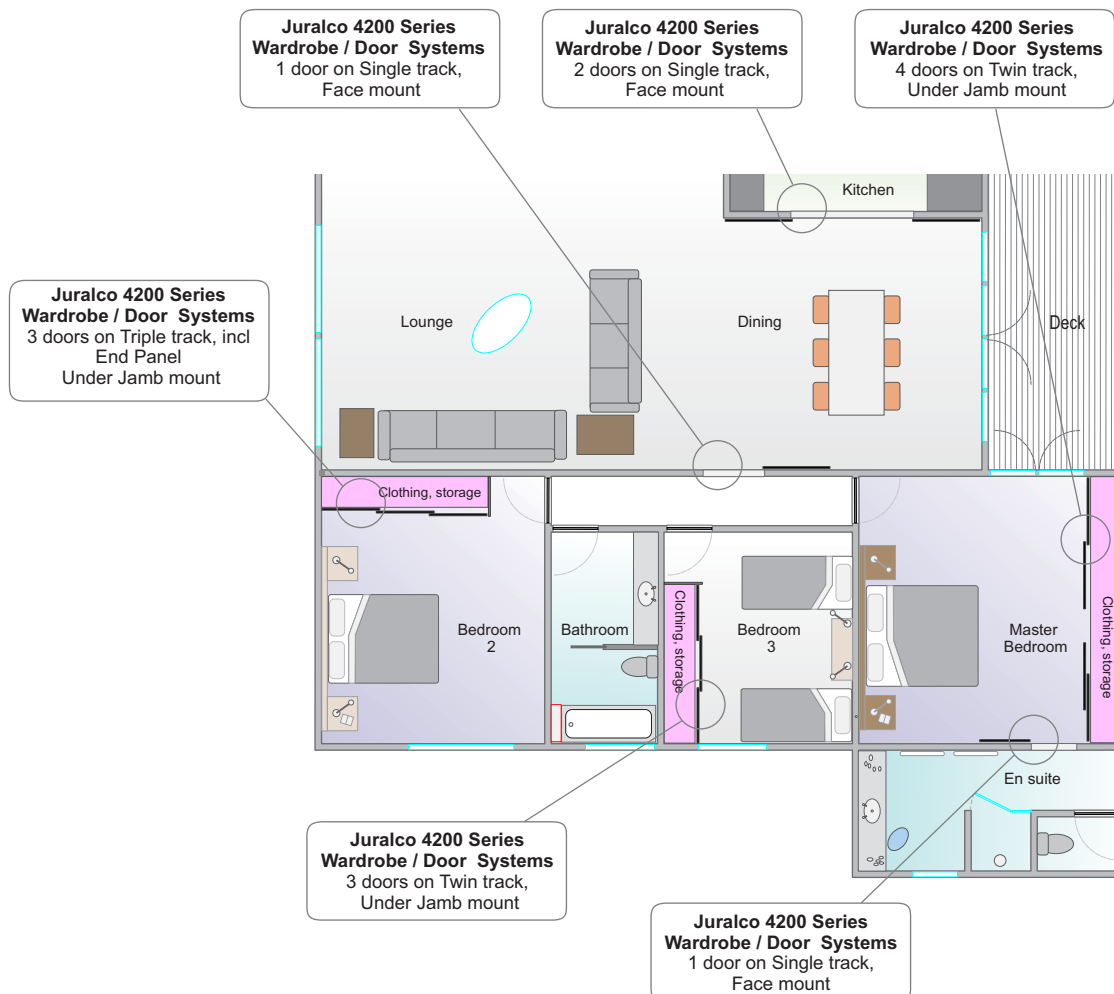 Juralco 4200 Series
Wardrobe / Door  Systems
1 door on Single track,
Face mount
Juralco 4200 Series
Wardrobe / Door  Systems
2 doors on Single track,
Face mount
Juralco 4200 Series
Wardrobe / Door  Systems
4 doors on Twin track,
Under Jamb mount
Kitchen
Juralco 4200 Series
Wardrobe / Door  Systems
3 doors on Triple track, incl
End Panel
Under Jamb mount
Lounge
Dining
Deck
Clothing, storage
Bedroom
2
Bathroom
Clothing, storage
Bedroom
3
Master
Bedroom
Clothing, storage
En suite
Juralco 4200 Series
Wardrobe / Door  Systems
3 doors on Twin track,
Under Jamb mount
Juralco 4200 Series
Wardrobe / Door  Systems
1 door on Single track,
Face mount